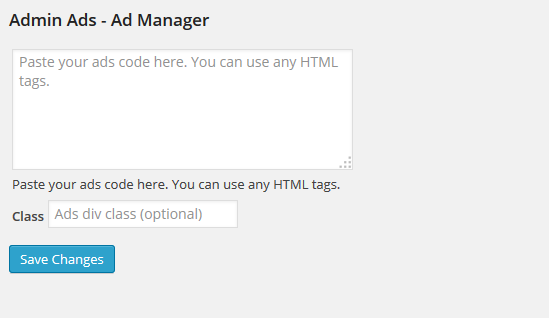 Admin Ads - Ad Manager
Paste your ads code here. You can use any HTML
tags.
Paste your ads code here. You can use any HTML tags.
Class Ads div class (optional)
Save Changes